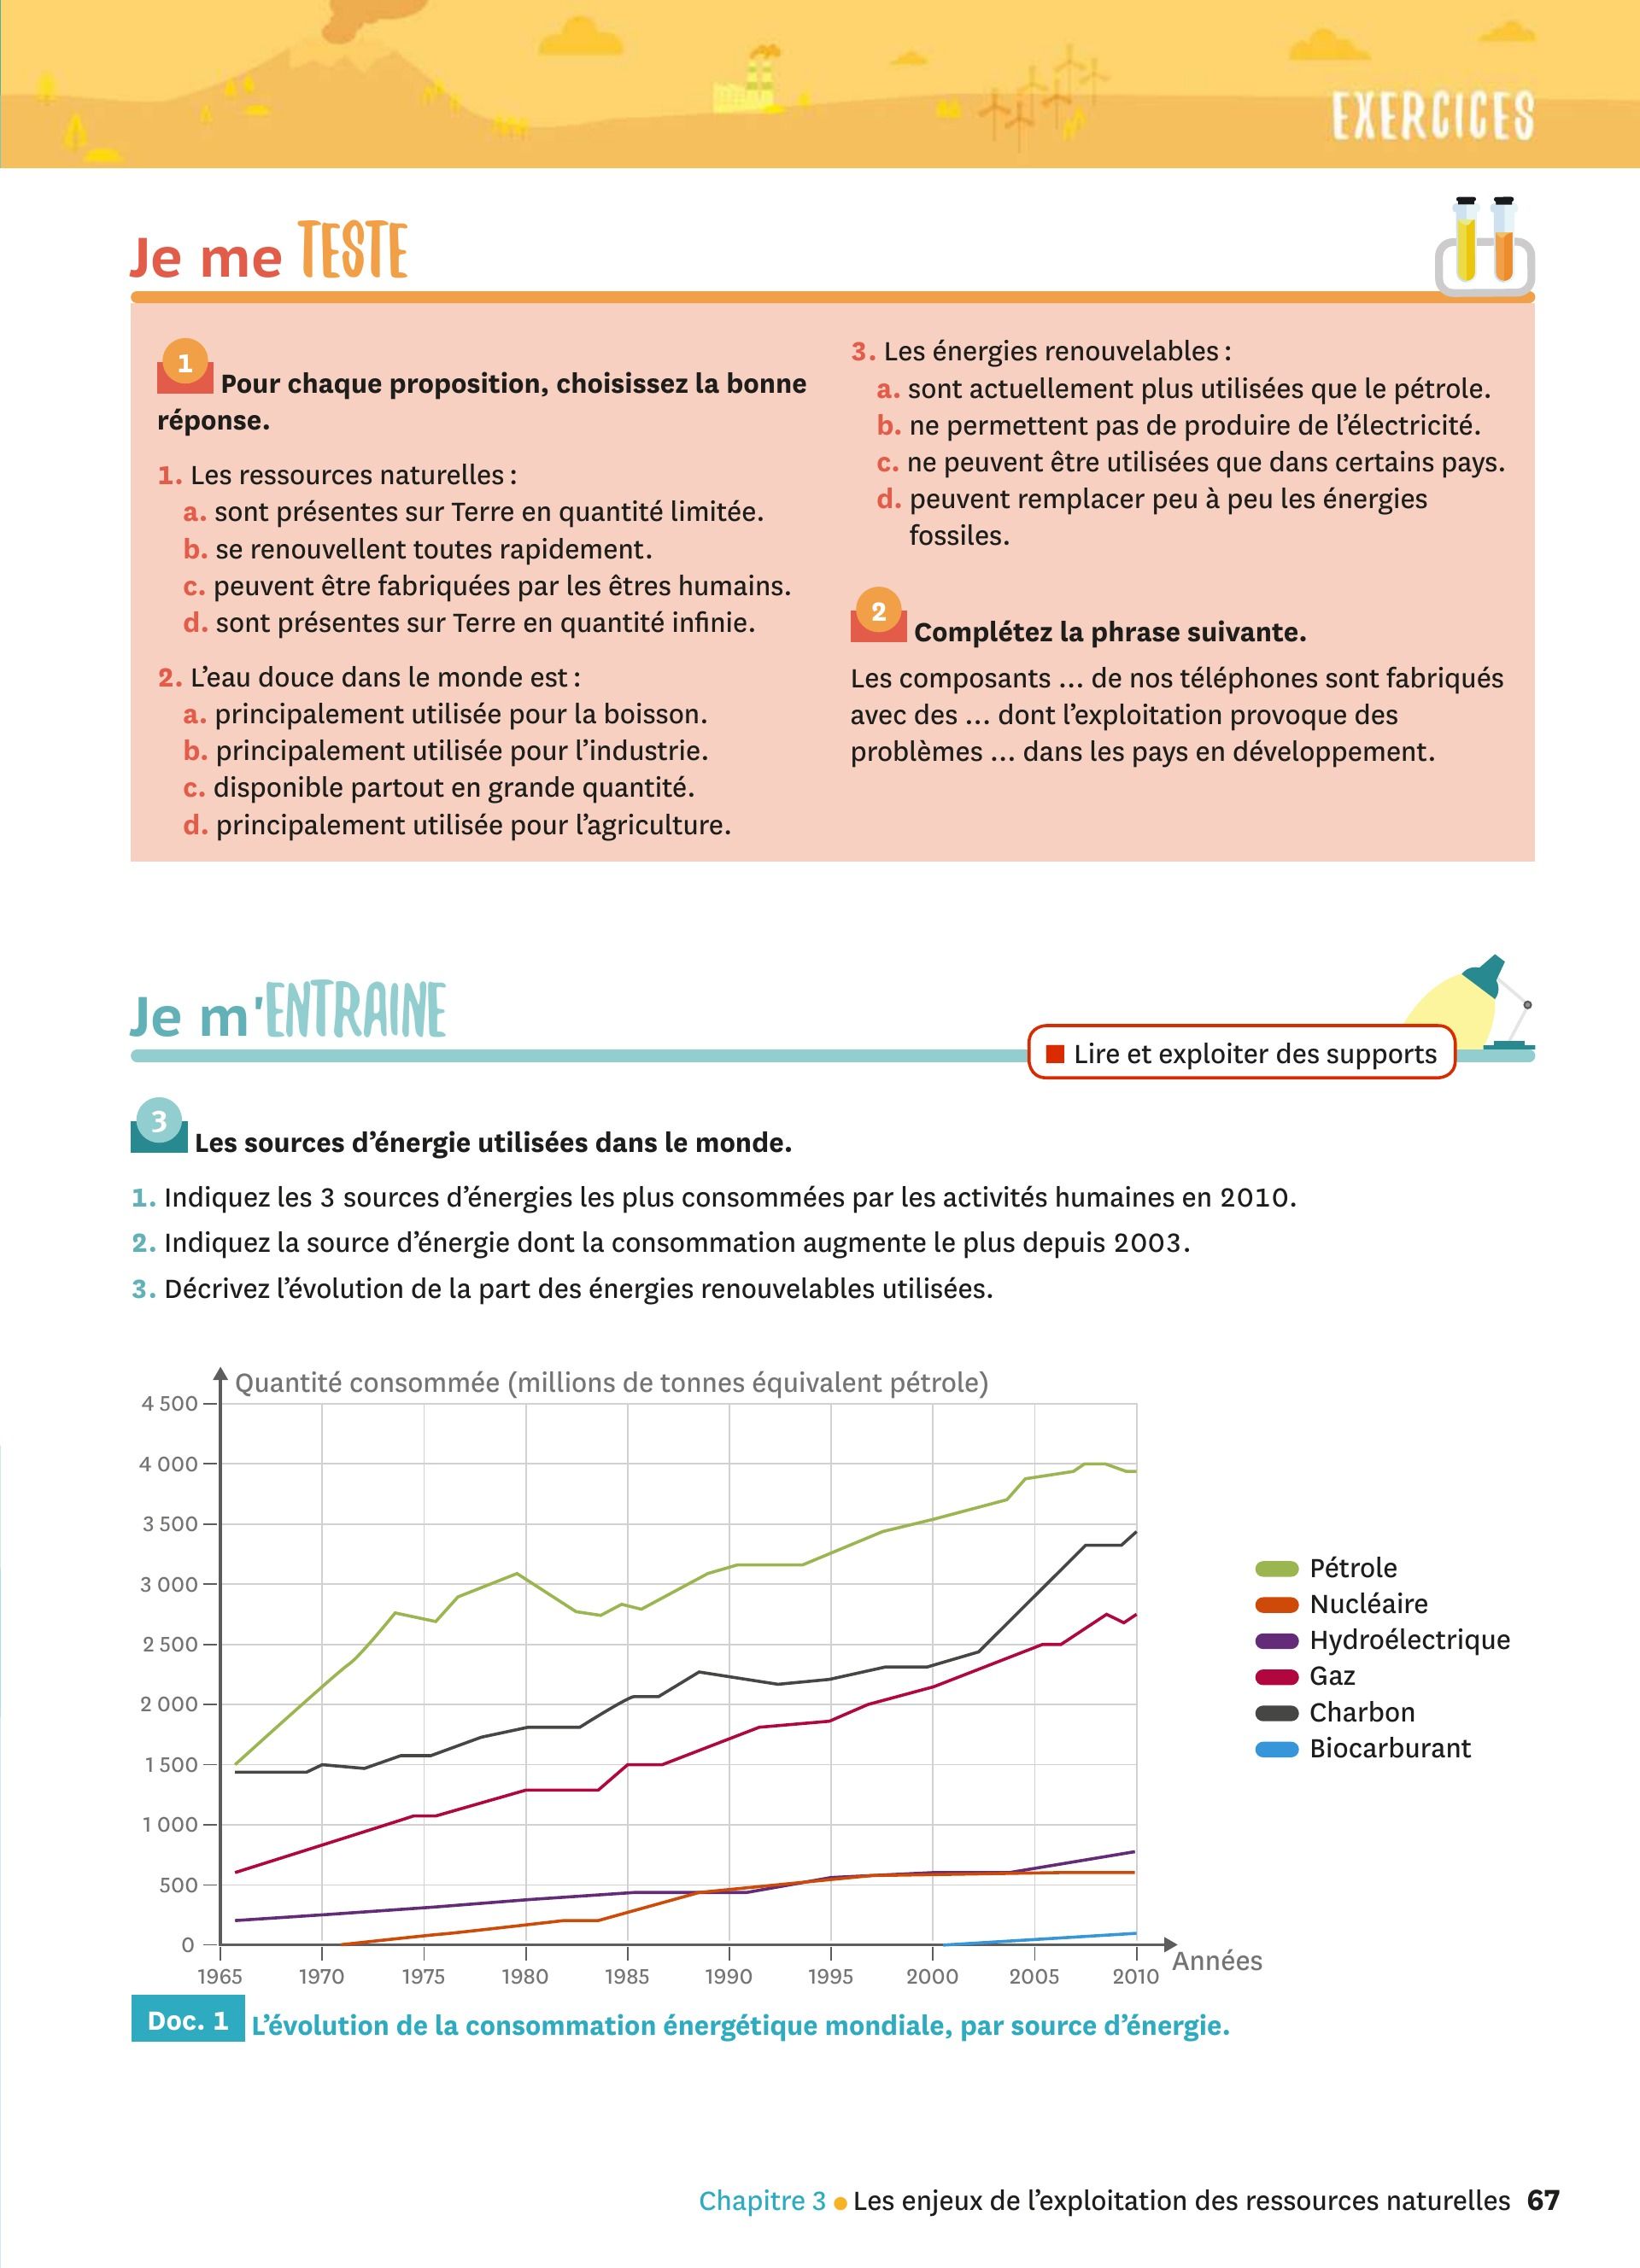 EXERCICES
Je me TESTE
1 Pour chaque proposition, choisissez la bonne
réponse.
1. Les ressources naturelles :
a. sont présentes sur Terre en quantité limitée.
b. se renouvellent toutes rapidement.
c. peuvent être fabriquées par les êtres humains.
d. sont présentes sur Terre en quantité infinie.
2. L’eau douce dans le monde est :
a. principalement utilisée pour la boisson.
b. principalement utilisée pour l’industrie.
c. disponible partout en grande quantité.
d. principalement utilisée pour l’agriculture.
3. Les énergies renouvelables :
a. sont actuellement plus utilisées que le pétrole.
b. ne permettent pas de produire de l’électricité.
c. ne peuvent être utilisées que dans certains pays.
d. peuvent remplacer peu à peu les énergies
fossiles.
2 Complétez la phrase suivante.
Les composants ... de nos téléphones sont fabriqués
avec des ... dont l’exploitation provoque des
problèmes ... dans les pays en développement.
Je m'ENTRAINE
Lire et exploiter des supports
3 Les sources d’énergie utilisées dans le monde.
1. Indiquez les 3 sources d’énergies les plus consommées par les activités humaines en 2010.
2. Indiquez la source d’énergie dont la consommation augmente le plus depuis 2003.
3. Décrivez l’évolution de la part des énergies renouvelables utilisées.
Quantité consommée (millions de tonnes équivalent pétrole)
4 500
4 000
3 500
3 000
2 500
2 000
1 500
1 000
500
0
1965 1970 1975 1980 1985 1990 1995 2000 2005 2010
Années
Pétrole
Nucléaire
Hydroélectrique
Gaz
Charbon
Biocarburant
Doc. 1 L’évolution de la consommation énergétique mondiale, par source d’énergie.
Chapitre 3 • Les enjeux de l’exploitation des ressources naturelles 67